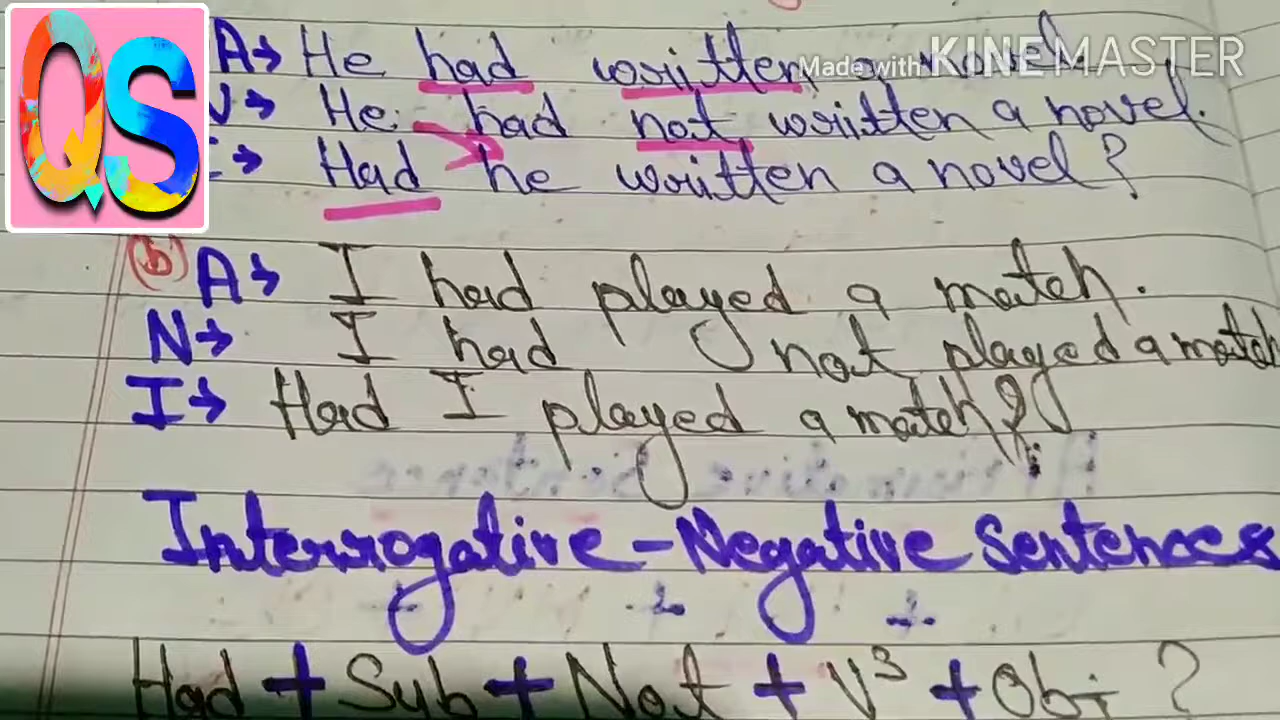 QS
Made with KINEMASTER
A→ He had written a novel.
N→ He had not written a novel.
I→ Had he written a novel?
(b) A→ I had played a match.
N→ I had not played a match
I→ Had I played a match?
Interrogative-Negative Sentences
Had + Sub + Not + V3 + Obj ?